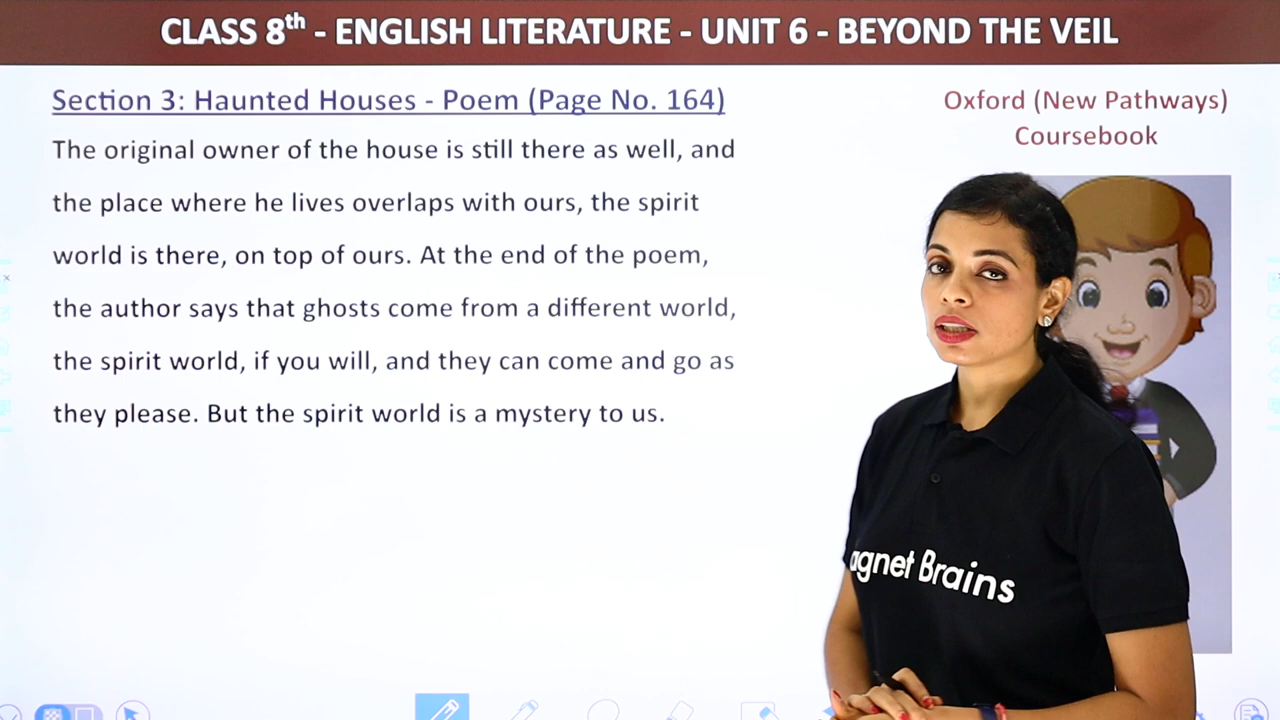 CLASS 8th - ENGLISH LITERATURE - UNIT 6 - BEYOND THE VEIL
Section 3: Haunted Houses - Poem (Page No. 164)
Oxford (New Pathways)
Coursebook
The original owner of the house is still there as well, and
the place where he lives overlaps with ours, the spirit
world is there, on top of ours. At the end of the poem,
the author says that ghosts come from a different world,
the spirit world, if you will, and they can come and go as
they please. But the spirit world is a mystery to us.
agnet Brains